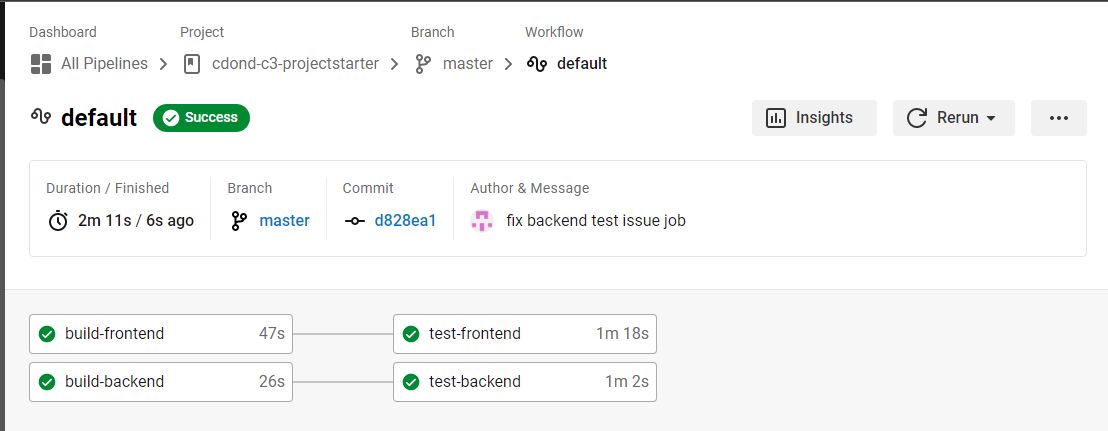 Dashboard Project Branch Workflow
All Pipelines cdond-c3-projectstarter master default
default Success Insights Rerun
Duration / Finished Branch Commit Author & Message
2m 11s / 6s ago master d828ea1 fix backend test issue job
build-frontend 47s test-frontend 1m 18s
build-backend 26s test-backend 1m 2s